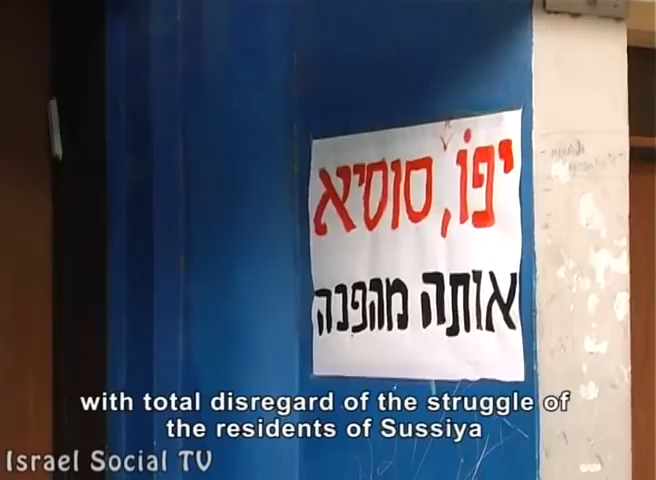 יפו, סוסיא
אותה מהפכה
with total disregard of the struggle of
the residents of Sussiya
Israel Social TV